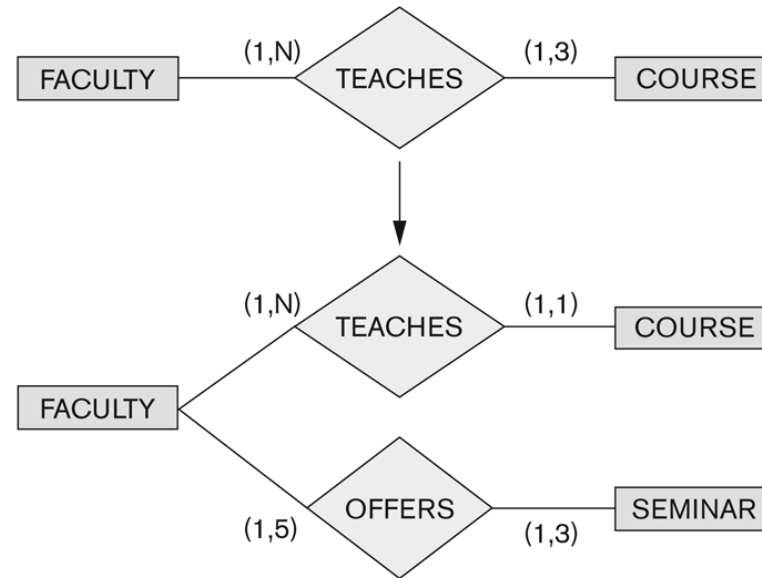 (1,N) (1,3)
FACULTY TEACHES COURSE
(1,N) (1,1)
TEACHES COURSE
FACULTY
OFFERS SEMINAR
(1,5) (1,3)